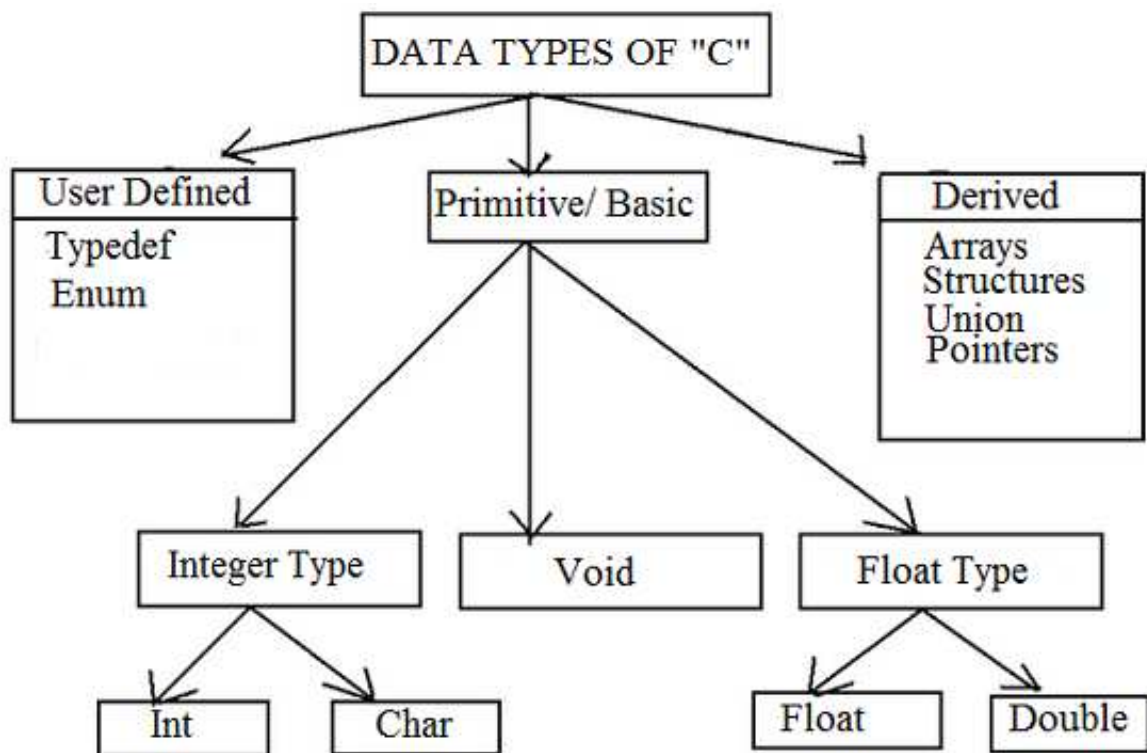 DATA TYPES OF "C"
User Defined
Typedef
Enum
Primitive/ Basic
Derived
Arrays
Structures
Union
Pointers
Integer Type
Void
Float Type
Int
Char
Float
Double